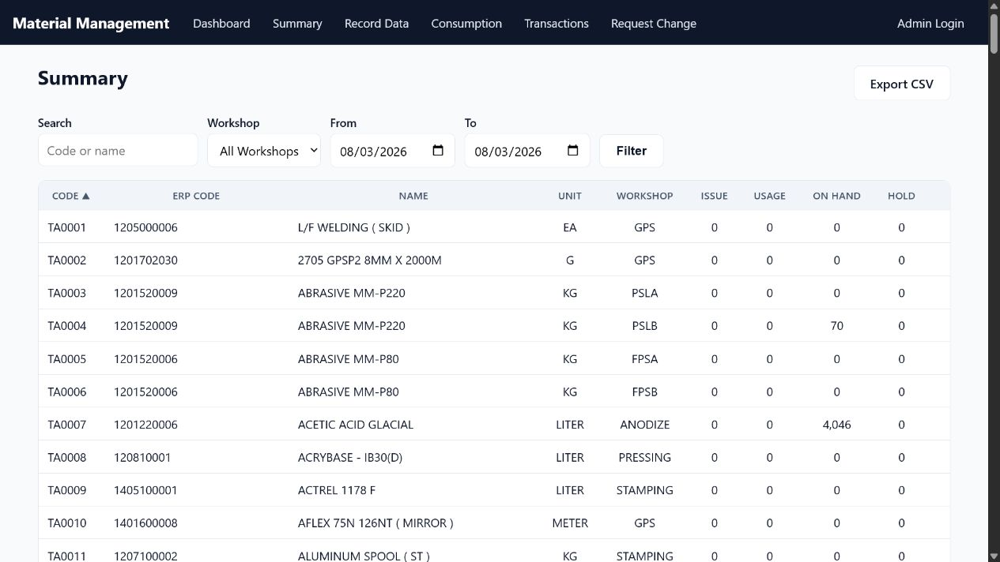 Material Management Dashboard Summary Record Data Consumption Transactions Request Change Admin Login
Summary
Export CSV
Search Workshop From To
Code or name All Workshops 08/03/2026 08/03/2026 Filter
CODE ▲ ERP CODE NAME UNIT WORKSHOP ISSUE USAGE ON HAND HOLD
TA0001 1205000006 L/F WELDING ( SKID ) EA GPS 0 0 0 0
TA0002 1201702030 2705 GPSP2 8MM X 2000M G GPS 0 0 0 0
TA0003 1201520009 ABRASIVE MM-P220 KG PSLA 0 0 0 0
TA0004 1201520009 ABRASIVE MM-P220 KG PSLB 0 0 70 0
TA0005 1201520006 ABRASIVE MM-P80 KG FPSA 0 0 0 0
TA0006 1201520006 ABRASIVE MM-P80 KG FPSB 0 0 0 0
TA0007 1201220006 ACETIC ACID GLACIAL LITER ANODIZE 0 0 4,046 0
TA0008 120810001 ACRYBASE - IB30(D) LITER PRESSING 0 0 0 0
TA0009 1405100001 ACTREL 1178 F LITER STAMPING 0 0 0 0
TA0010 1401600008 AFLEX 75N 126NT ( MIRROR ) METER GPS 0 0 0 0
TA0011 1207100002 ALUMINUM SPOOL ( ST ) KG STAMPING 0 0 0 0